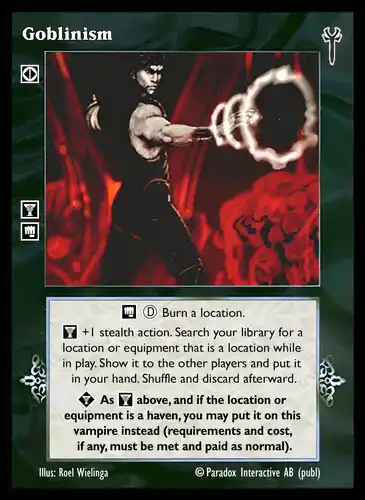 Goblinism
D Burn a location.
+1 stealth action. Search your library for a
location or equipment that is a location while
in play. Show it to the other players and put it
in your hand. Shuffle and discard afterward.
As above, and if the location or
equipment is a haven, you may put it on this
vampire instead (requirements and cost,
if any, must be met and paid as normal).
Illus: Roel Wielinga © Paradox Interactive AB (publ)